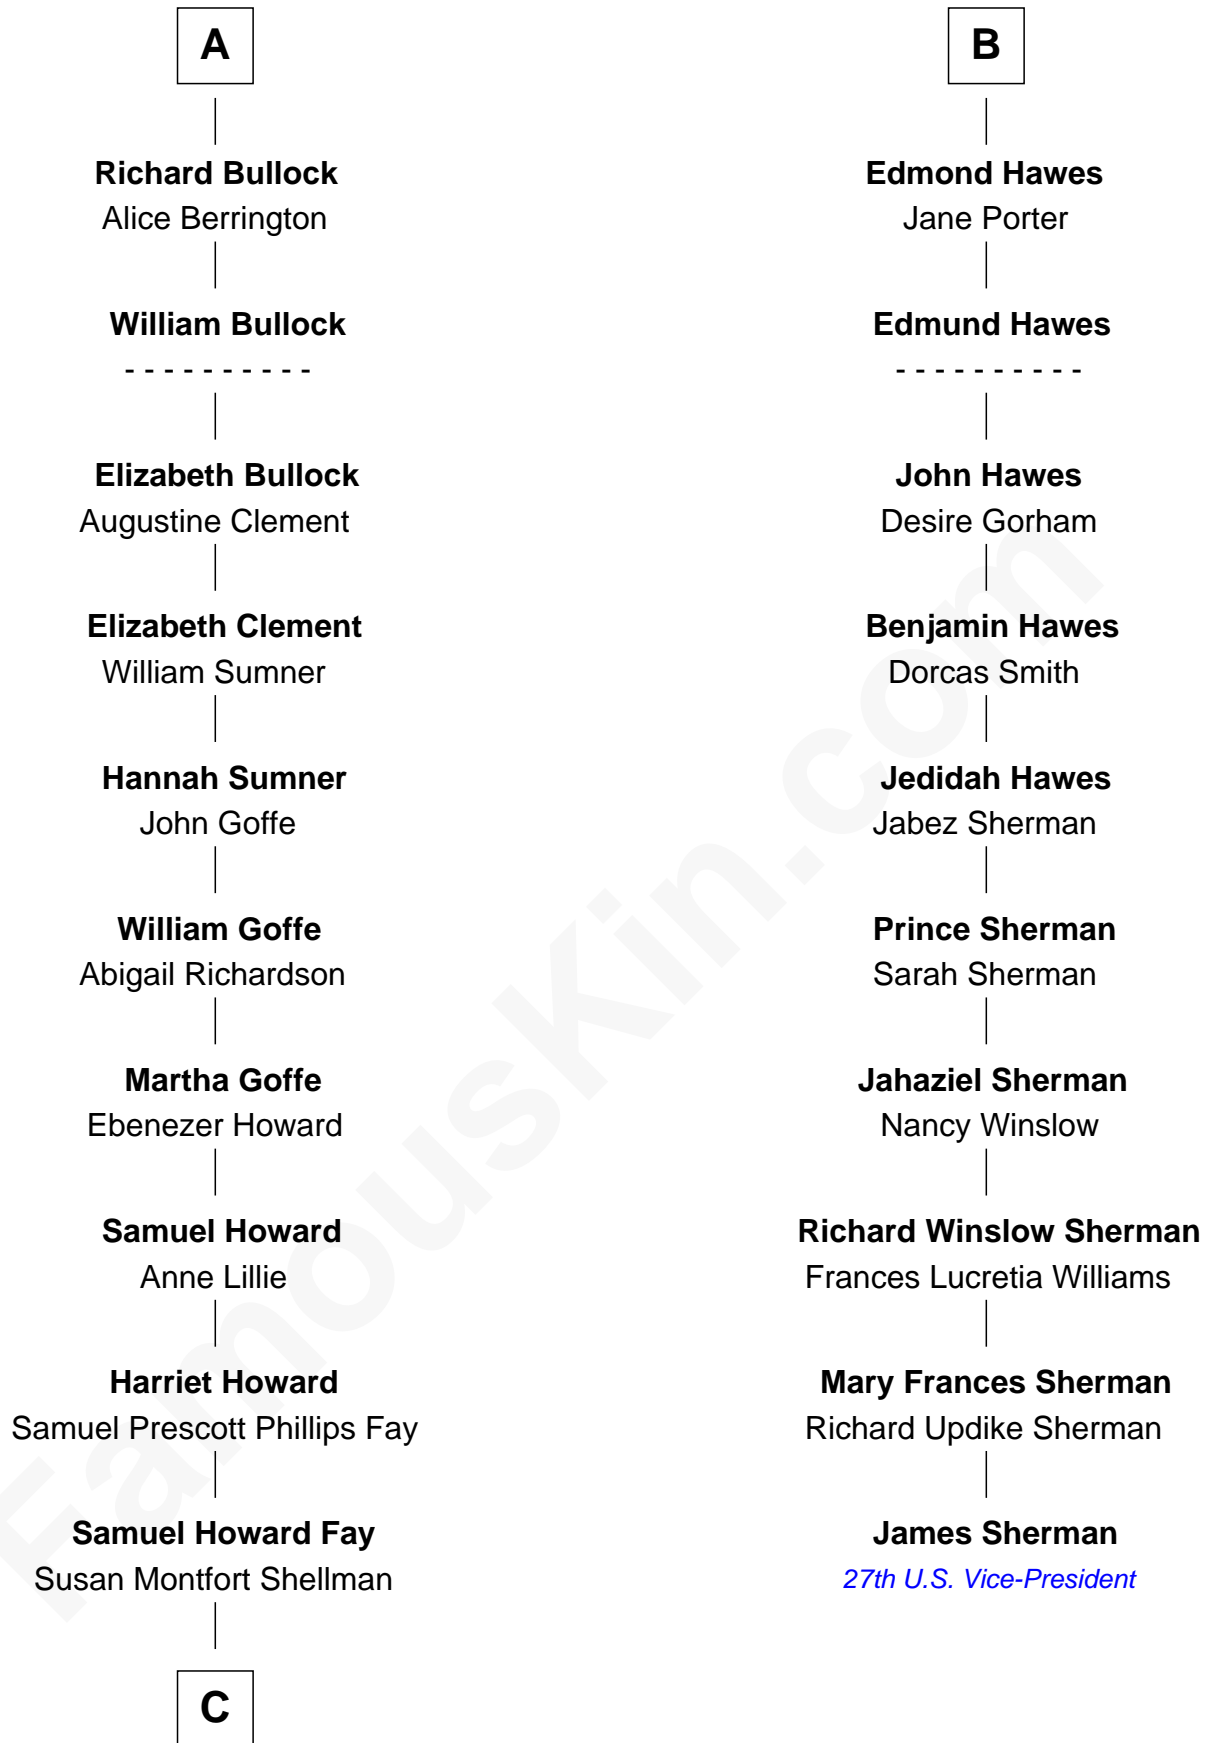 A
Richard Bullock
Alice Berrington
William Bullock
- - - - - - - - - -
Elizabeth Bullock
Augustine Clement
Elizabeth Clement
William Sumner
Hannah Sumner
John Goffe
William Goffe
Abigail Richardson
Martha Goffe
Ebenezer Howard
Samuel Howard
Anne Lillie
Harriet Howard
Samuel Prescott Phillips Fay
Samuel Howard Fay
Susan Montfort Shellman
C
B
Edmond Hawes
Jane Porter
Edmund Hawes
- - - - - - - - - -
John Hawes
Desire Gorham
Benjamin Hawes
Dorcas Smith
Jedidah Hawes
Jabez Sherman
Prince Sherman
Sarah Sherman
Jahaziel Sherman
Nancy Winslow
Richard Winslow Sherman
Frances Lucretia Williams
Mary Frances Sherman
Richard Updike Sherman
James Sherman
27th U.S. Vice-President
FamousKin.com